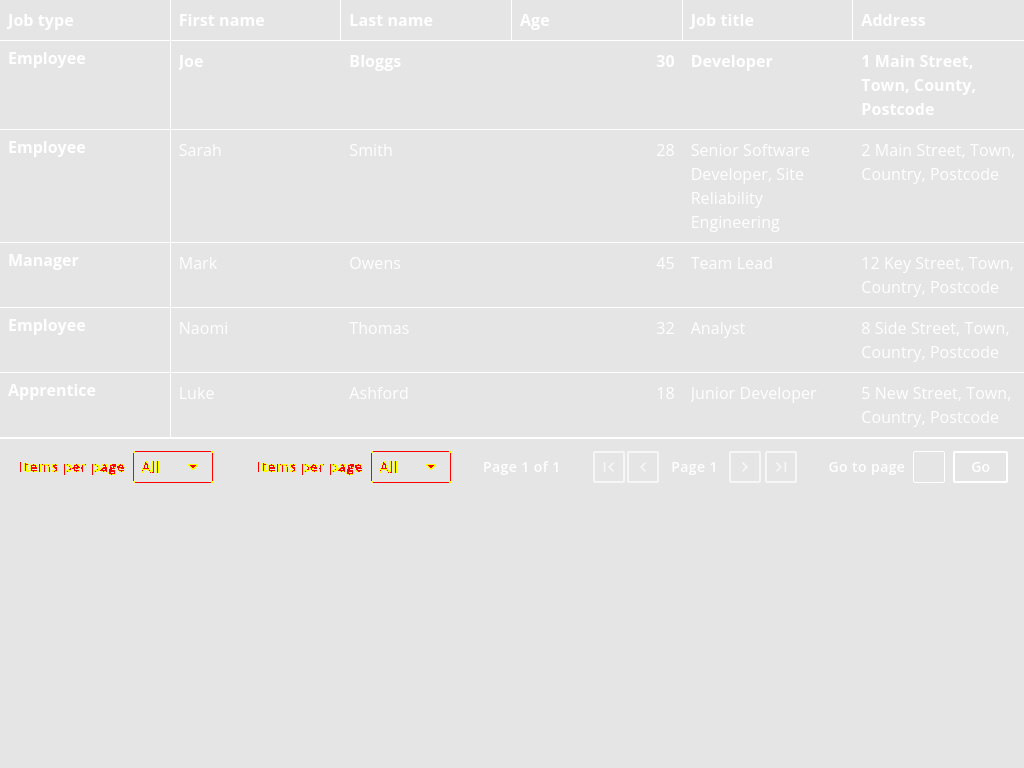 Job type First name Last name Age Job title Address
Employee Joe Bloggs 30 Developer 1 Main Street,
Town, County,
Postcode
Employee Sarah Smith 28 Senior Software 2 Main Street, Town,
Developer, Site Country, Postcode
Reliability
Engineering
Manager Mark Owens 45 Team Lead 12 Key Street, Town,
Country, Postcode
Employee Naomi Thomas 32 Analyst 8 Side Street, Town,
Country, Postcode
Apprentice Luke Ashford 18 Junior Developer 5 New Street, Town,
Country, Postcode
Items per page All Items per page All Page 1 of 1 Page 1 Go to page Go